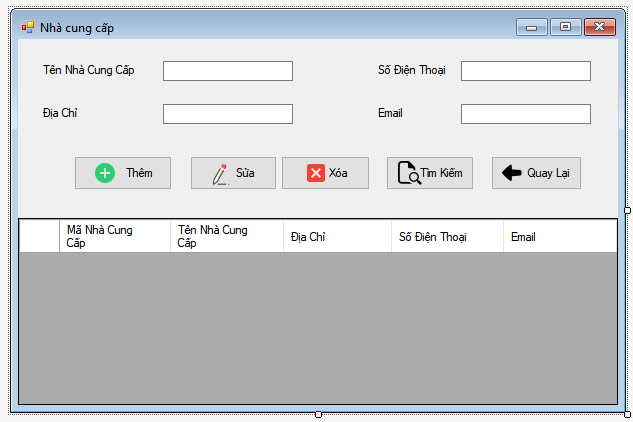 Nhà cung cấp
Tên Nhà Cung Cấp
Số Điện Thoại
Địa Chỉ
Email
Thêm
Sửa
Xóa
Tìm Kiếm
Quay Lại
Mã Nhà Cung
Cấp
Tên Nhà Cung
Cấp
Địa Chỉ
Số Điện Thoại
Email